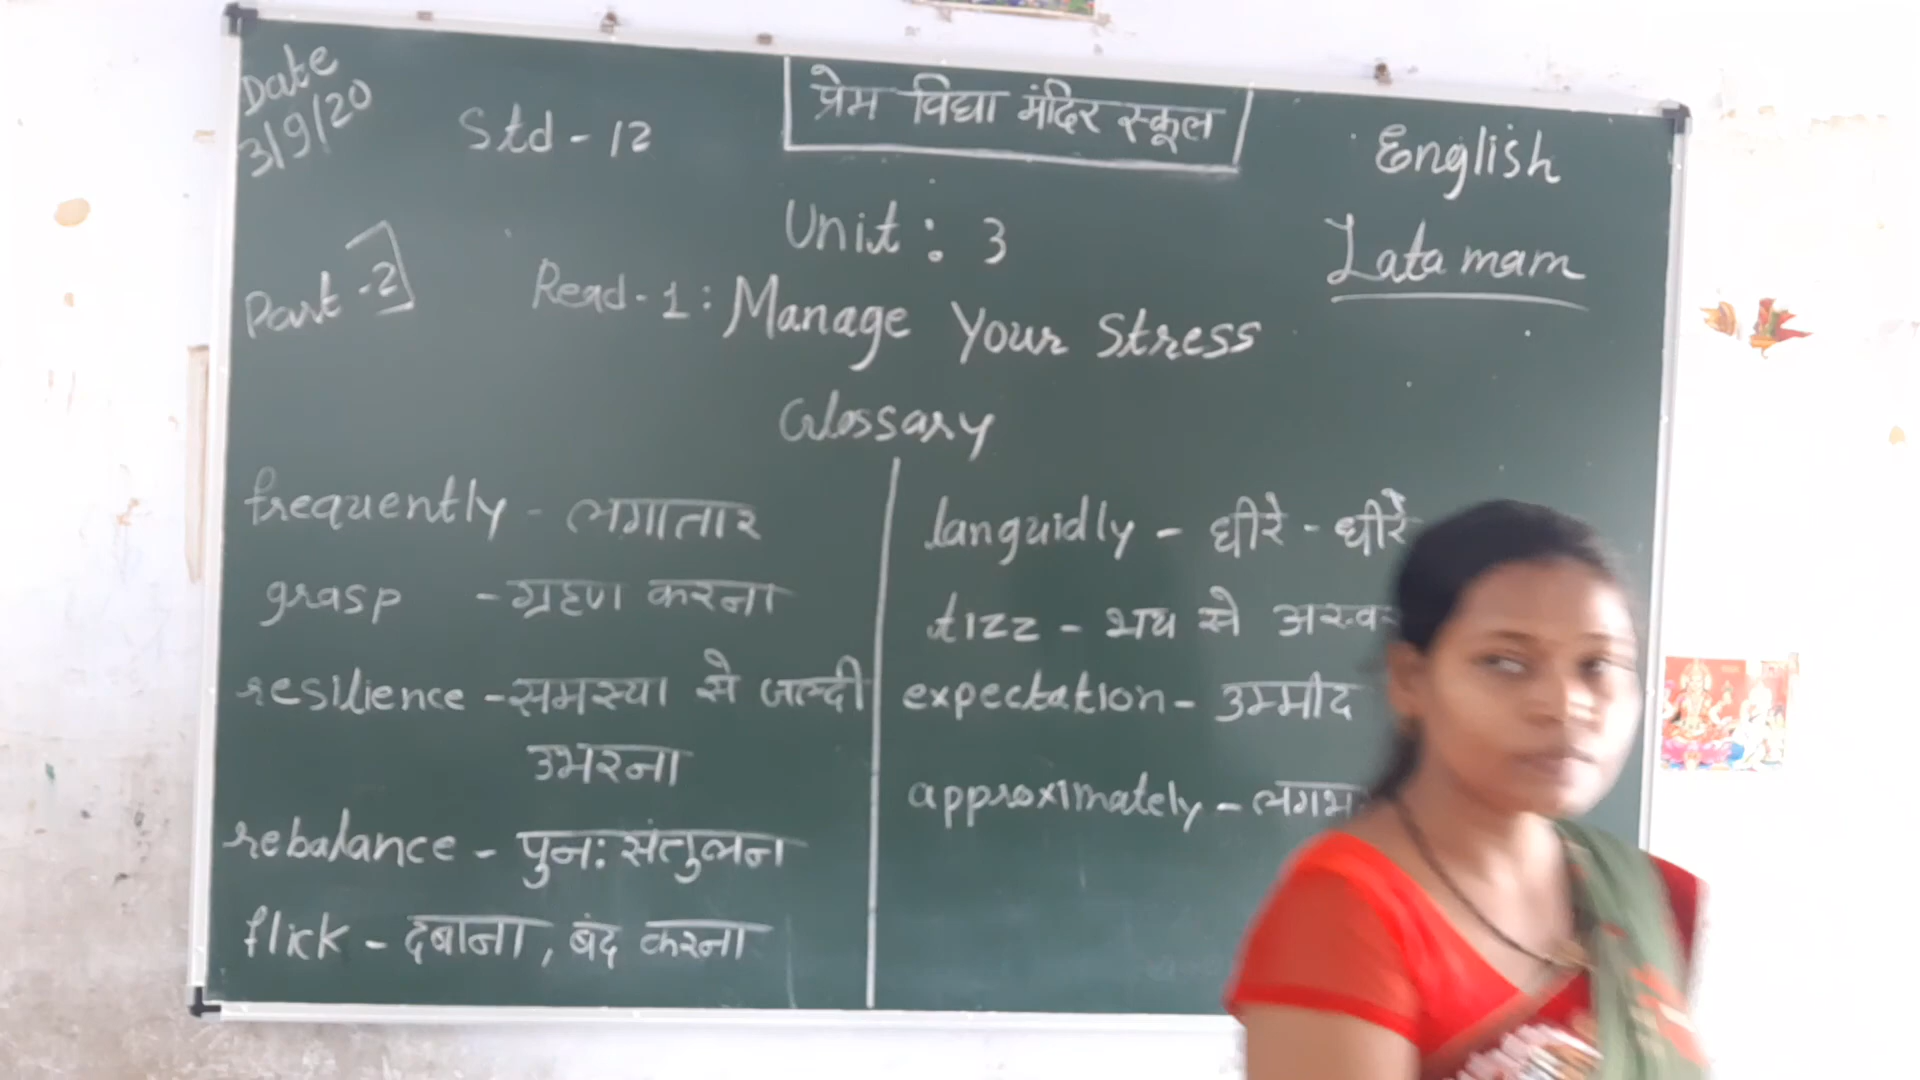 Date
3/9/20
Std - 12
प्रेम विद्या मंदिर स्कूल
English
Lata mam
Unit : 3
Part - 2
Read - 1 : Manage Your Stress
Glossary
frequently - लगातार
grasp - ग्रहण करना
resilience - समस्या से जल्दी
उभरना
rebalance - पुन: संतुलन
flick - दबाना, बंद करना
languidly - धीरे - धीरे
tizz - भय से
expectation - उम्मीद
approximately -